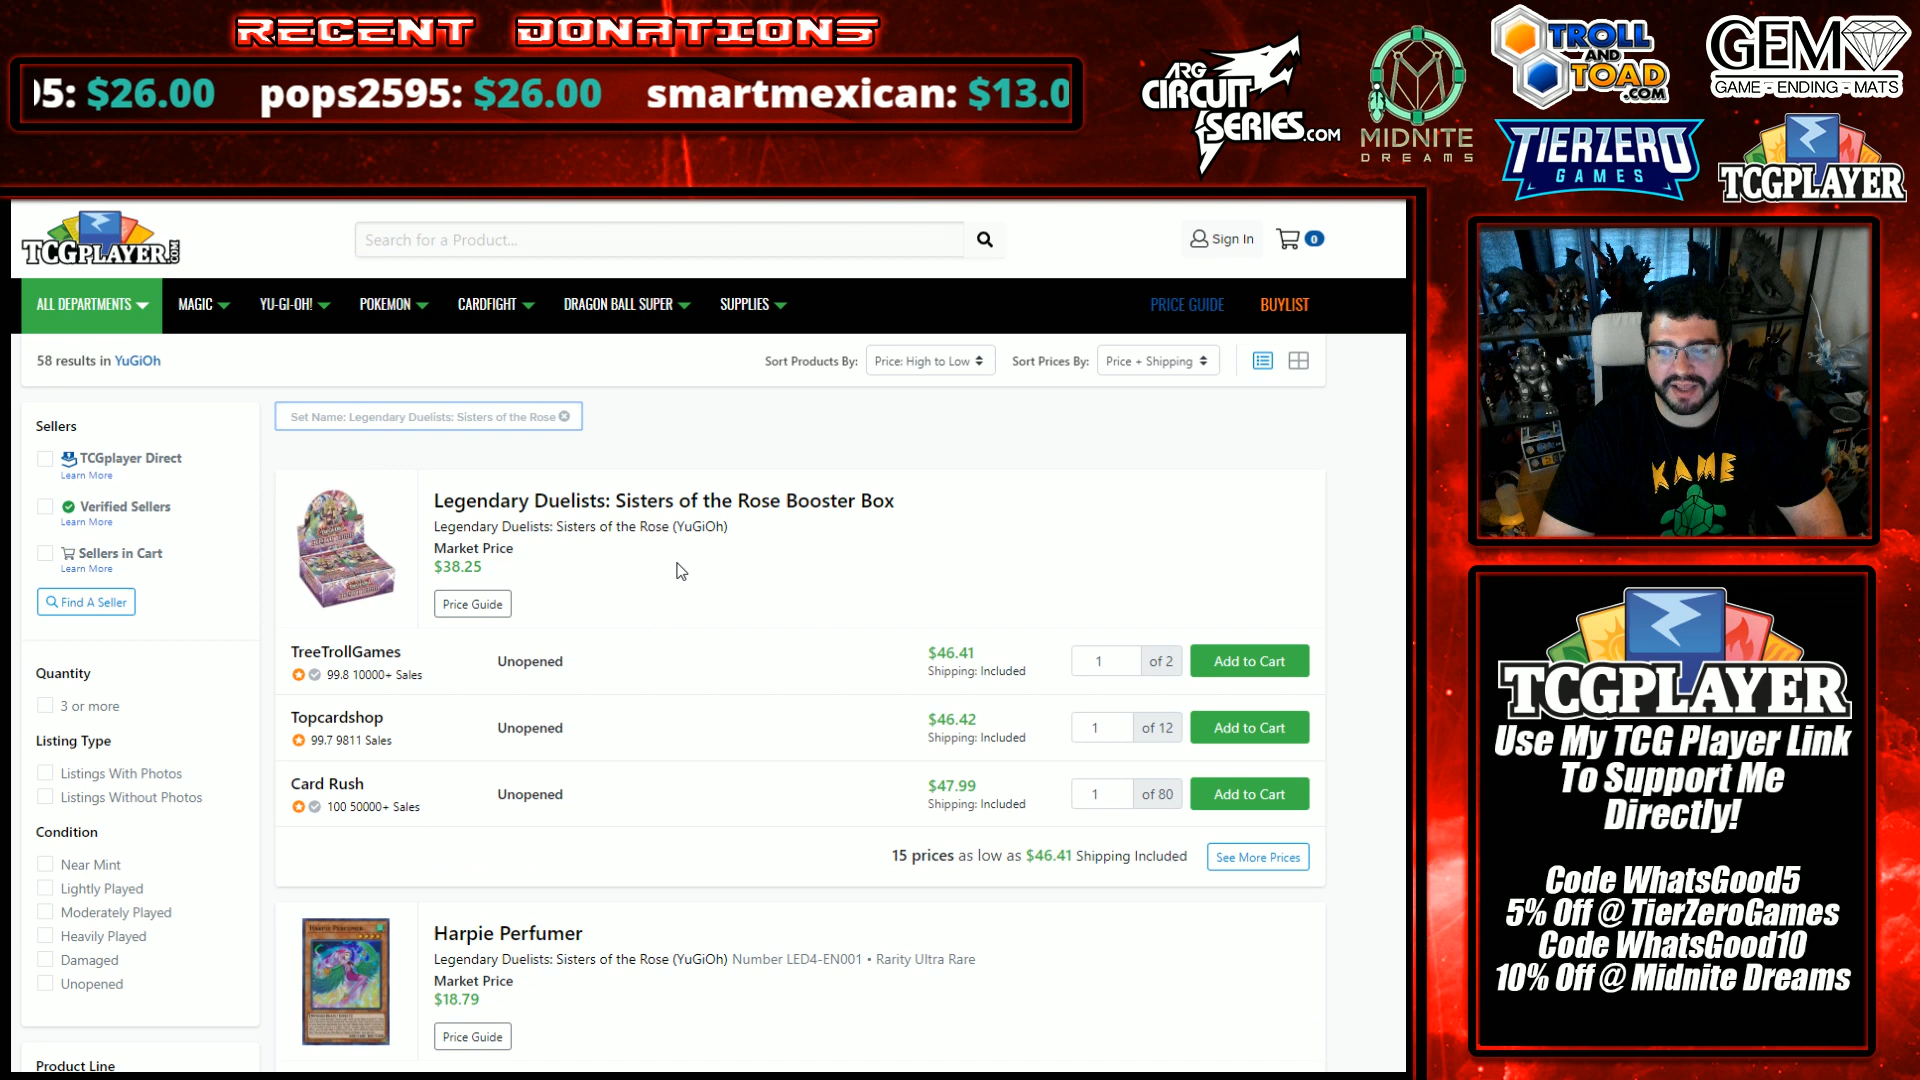 RECENT DONATIONS
)5: $26.00 pops2595: $26.00 smartmexican: $13.0
ARG
CIRCUIT
SERIES.COM
MIDNITE
DREAMS
TROLL
AND
TOAD
.COM
GEM
GAME - ENDING - MATS
TIERZERO
GAMES
TCGPLAYER
TCGPLAYER.COM
Search for a Product...
Sign In
0
ALL DEPARTMENTS MAGIC YU-GI-OH! POKEMON CARDFIGHT DRAGON BALL SUPER SUPPLIES PRICE GUIDE BUYLIST
58 results in YuGiOh
Sort Products By: Price: High to Low Sort Prices By: Price + Shipping
Set Name: Legendary Duelists: Sisters of the Rose
Sellers
TCGplayer Direct
Learn More
Verified Sellers
Learn More
Sellers in Cart
Learn More
Find A Seller
Quantity
3 or more
Listing Type
Listings With Photos
Listings Without Photos
Condition
Near Mint
Lightly Played
Moderately Played
Heavily Played
Damaged
Unopened
Product Line
Legendary Duelists: Sisters of the Rose Booster Box
Legendary Duelists: Sisters of the Rose (YuGiOh)
Market Price
$38.25
Price Guide
TreeTrollGames
99.8 10000+ Sales
Unopened
$46.41
Shipping: Included
1 of 2
Add to Cart
Topcardshop
99.7 9811 Sales
Unopened
$46.42
Shipping: Included
1 of 12
Add to Cart
Card Rush
100 50000+ Sales
Unopened
$47.99
Shipping: Included
1 of 80
Add to Cart
15 prices as low as $46.41 Shipping Included
See More Prices
HARPIE PERFUMER
Harpie Perfumer
Legendary Duelists: Sisters of the Rose (YuGiOh) Number LED4-EN001 • Rarity Ultra Rare
Market Price
$18.79
Price Guide
KAME
TCGPLAYER
Use My TCG Player Link
To Support Me
Directly!
Code WhatsGood5
5% Off @ TierZeroGames
Code WhatsGood10
10% Off @ Midnite Dreams